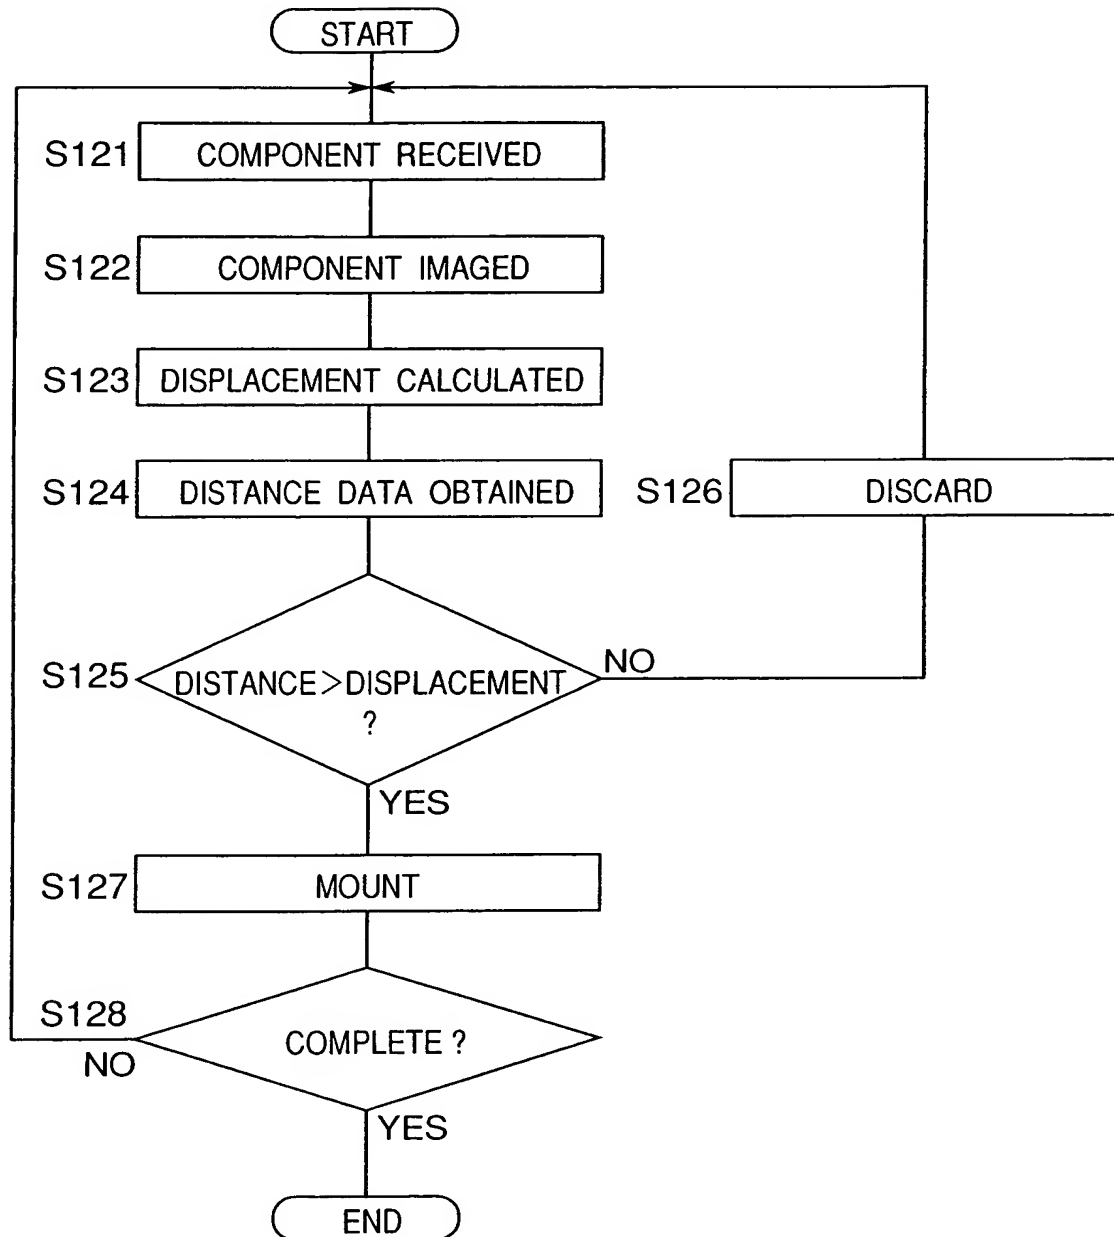 START
S121 COMPONENT RECEIVED
S122 COMPONENT IMAGED
S123 DISPLACEMENT CALCULATED
S124 DISTANCE DATA OBTAINED
S126 DISCARD
S125 DISTANCE>DISPLACEMENT
?
NO
YES
S127 MOUNT
S128 COMPLETE ?
NO
YES
END